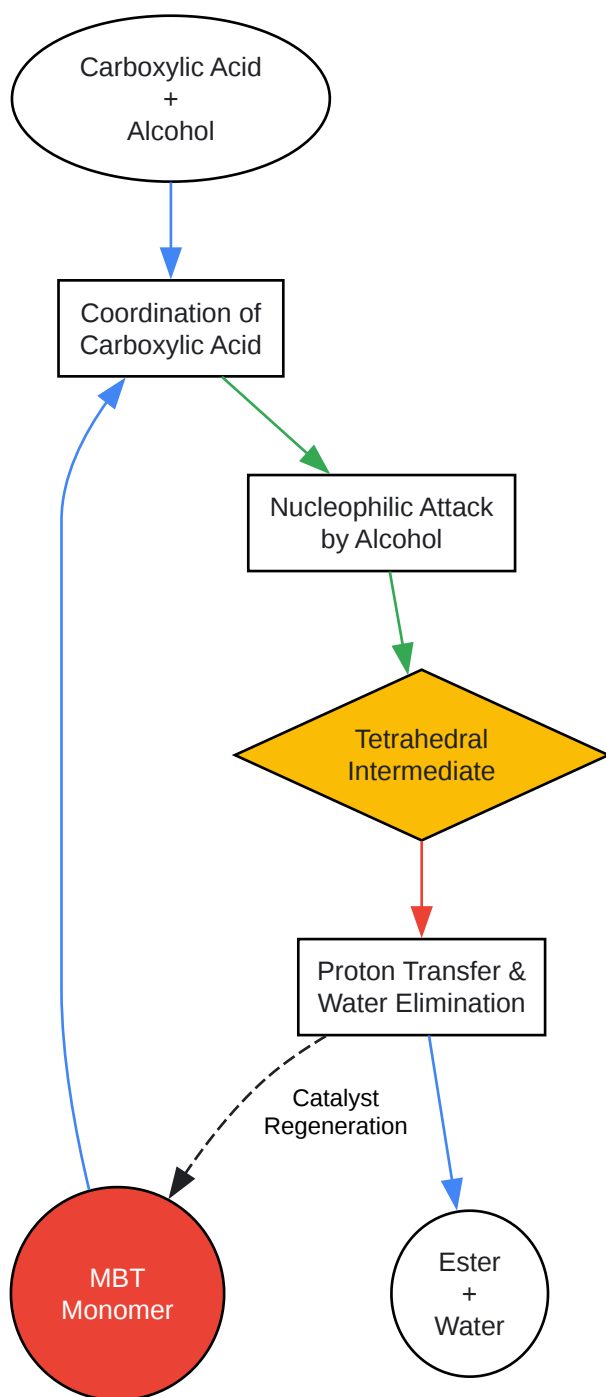 Carboxylic Acid
+
Alcohol
Coordination of
Carboxylic Acid
Nucleophilic Attack
by Alcohol
Tetrahedral
Intermediate
Proton Transfer &
Water Elimination
Catalyst
Regeneration
MBT
Monomer
Ester
+
Water